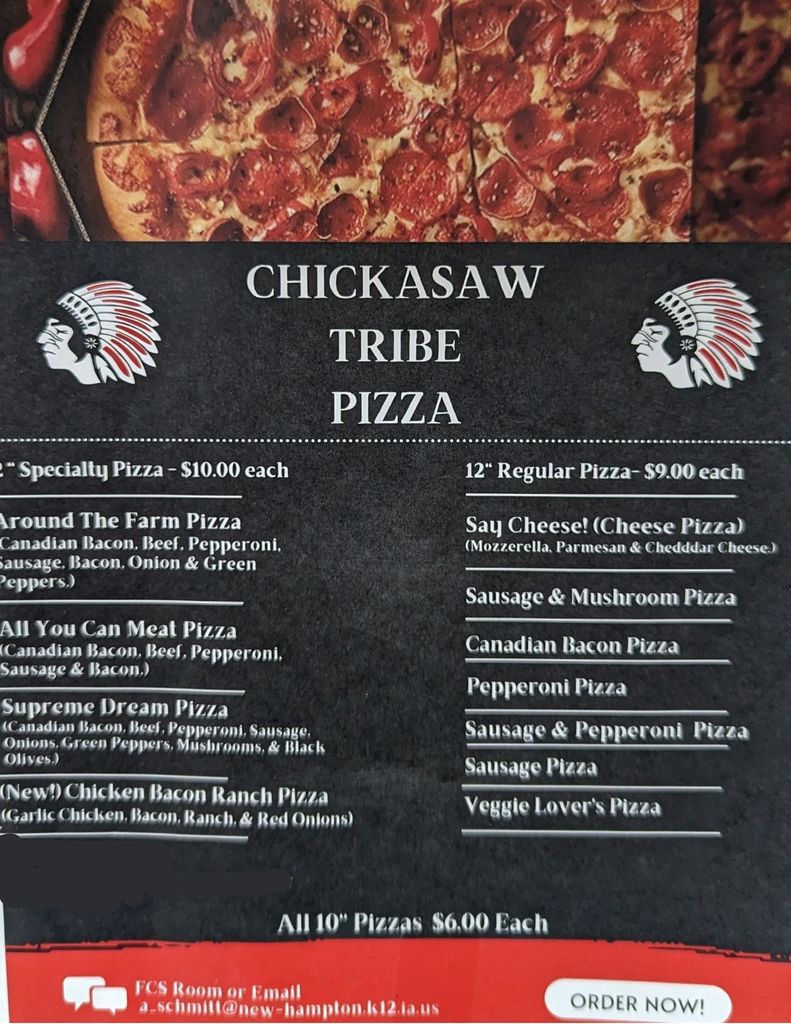 CHICKASAW
TRIBE
PIZZA
2" Specialty Pizza - $10.00 each
Around The Farm Pizza
(Canadian Bacon, Beef, Pepperoni,
Sausage, Bacon, Onion & Green
Peppers.)
All You Can Meat Pizza
(Canadian Bacon, Beef, Pepperoni,
Sausage & Bacon.)
Supreme Dream Pizza
(Canadian Bacon, Beef, Pepperoni, Sausage,
Onions, Green Peppers, Mushrooms, & Black
Olives.)
(New!) Chicken Bacon Ranch Pizza
(Garlic Chicken, Bacon, Ranch, & Red Onions)
12" Regular Pizza- $9.00 each
Say Cheese! (Cheese Pizza)
(Mozzerella, Parmesan & Chedddar Cheese.)
Sausage & Mushroom Pizza
Canadian Bacon Pizza
Pepperoni Pizza
Sausage & Pepperoni Pizza
Sausage Pizza
Veggie Lover's Pizza
All 10" Pizzas $6.00 Each
FCS Room or Email
a_schmitt@new-hampton.k12.ia.us
ORDER NOW!